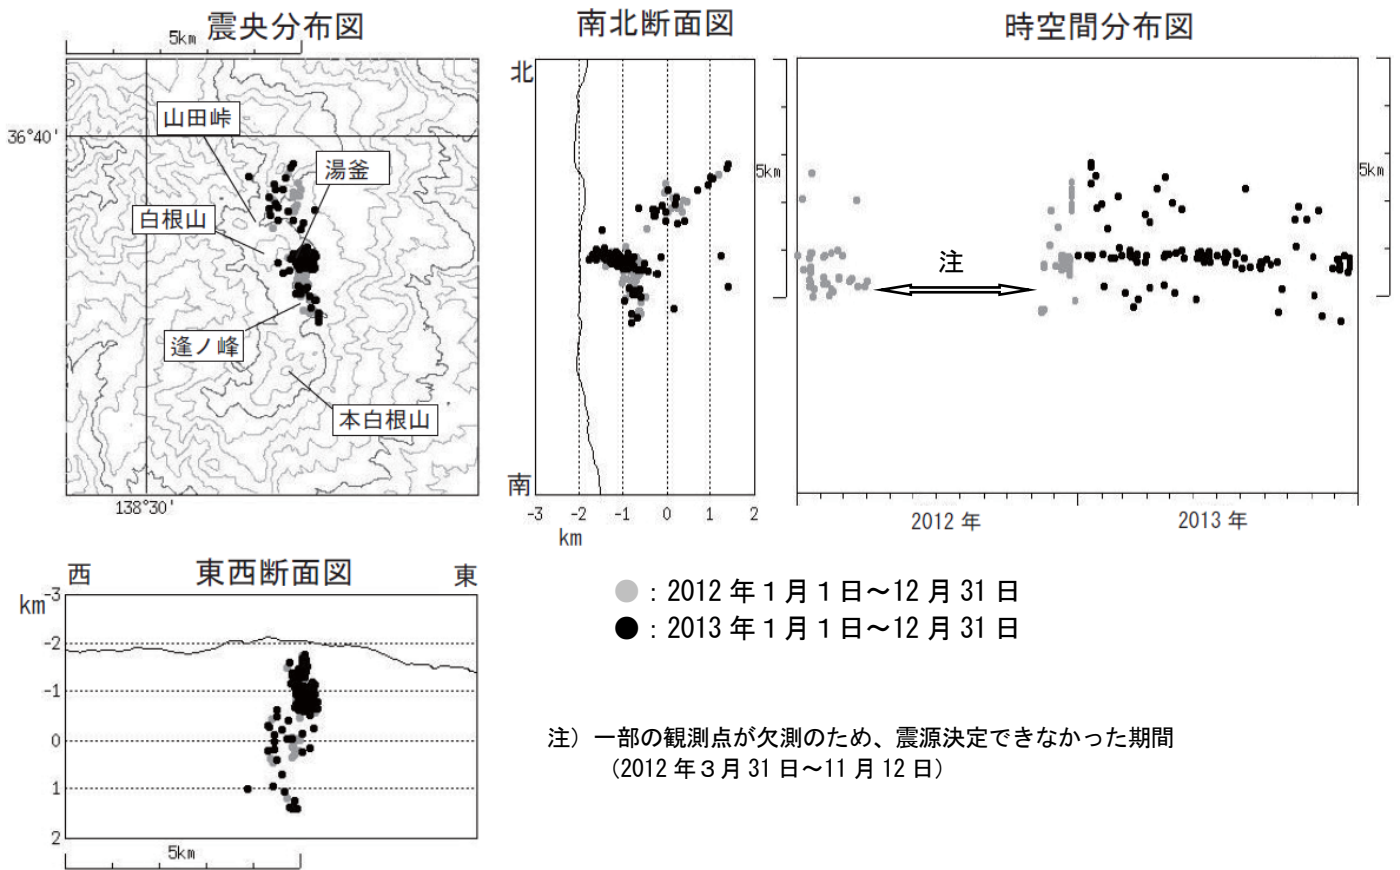 震央分布図
5km
36°40'
山田峠
湯釜
白根山
逢ノ峰
本白根山
138°30'
南北断面図
北
南
-3 -2 -1 0 1 2
km
5km
時空間分布図
5km
注
2012 年 2013 年
東西断面図
西 東
km
-3
-2
-1
0
1
2
5km
：2012 年１月１日～12 月 31 日
：2013 年１月１日～12 月 31 日
注）一部の観測点が欠測のため、震源決定できなかった期間
（2012 年３月 31 日～11 月 12 日）